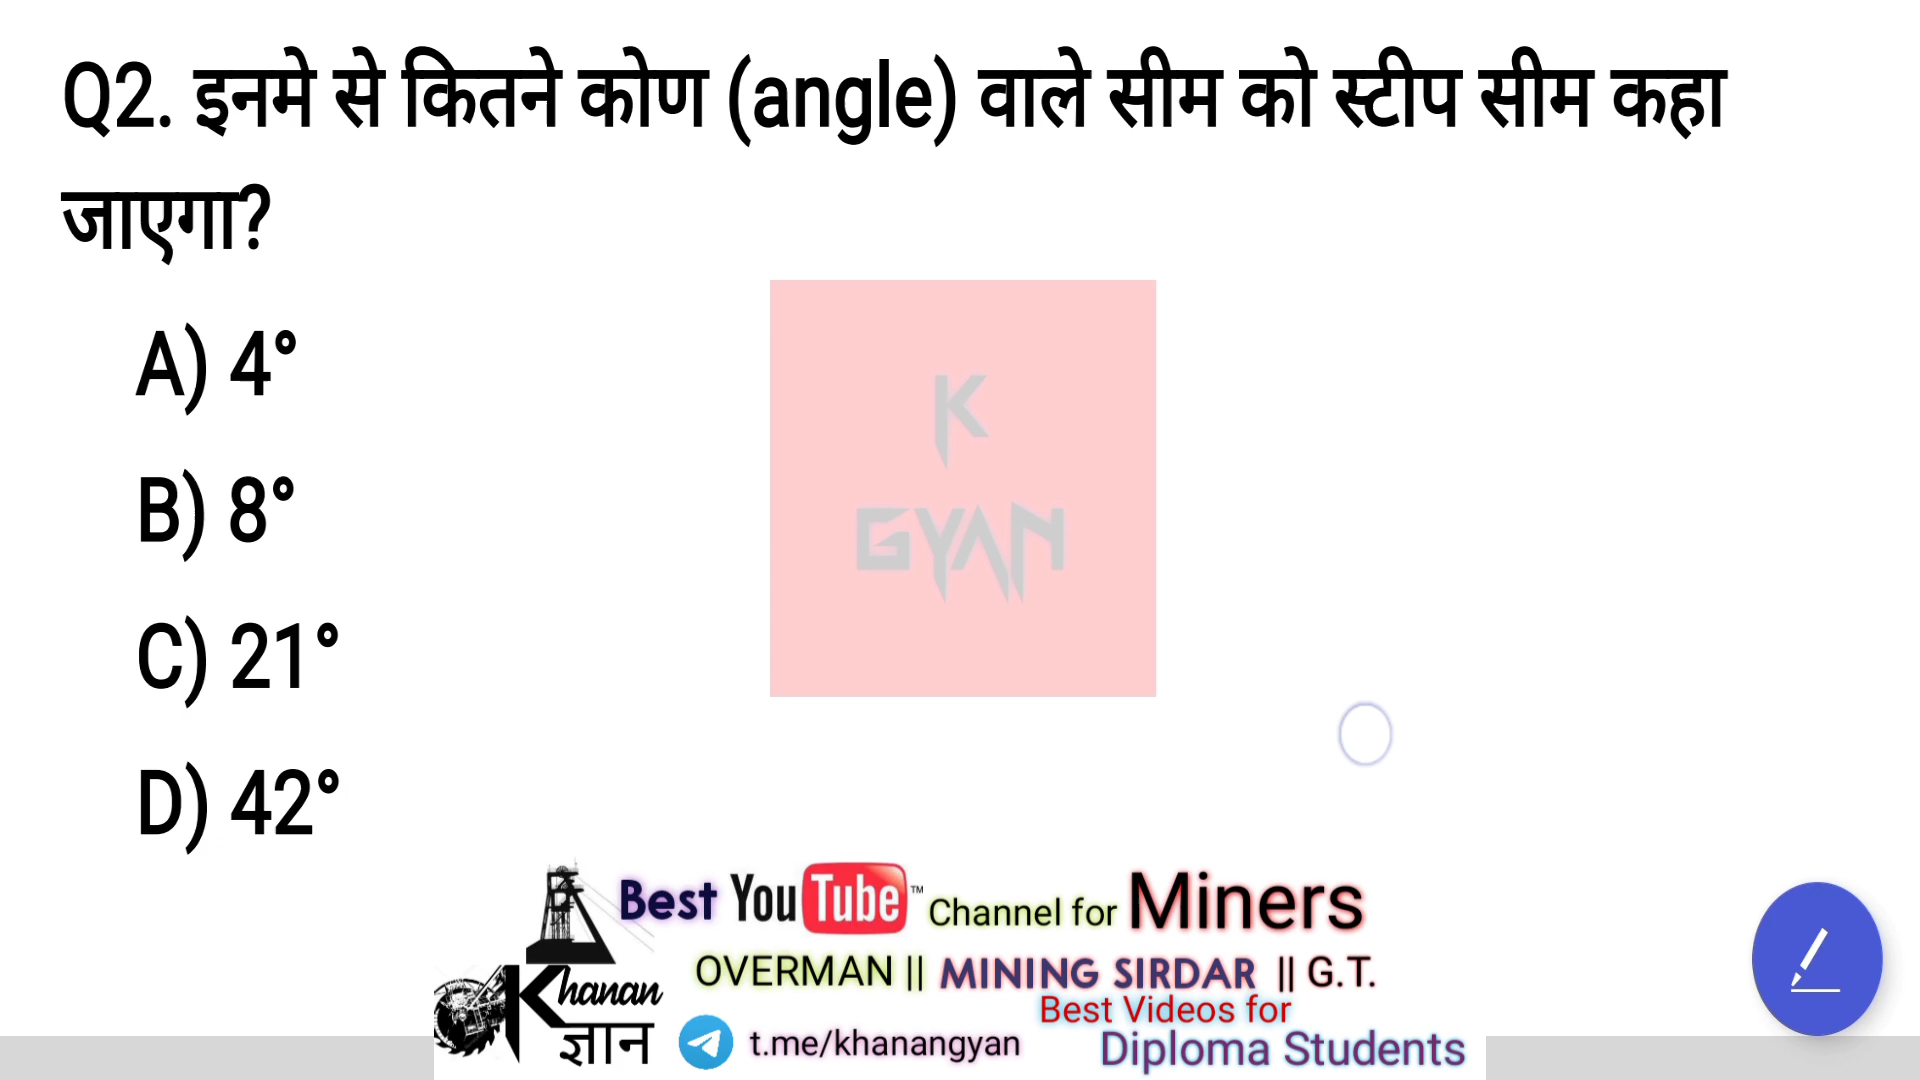 Q2. इनमे से कितने कोण (angle) वाले सीम को स्टीप सीम कहा
जाएगा?
A) 4°
B) 8°
C) 21°
D) 42°
K
GYAN
Best YouTube™ Channel for Miners
OVERMAN || MINING SIRDAR || G.T.
Khanan
ज्ञान
Best Videos for
t.me/khanangyan
Diploma Students